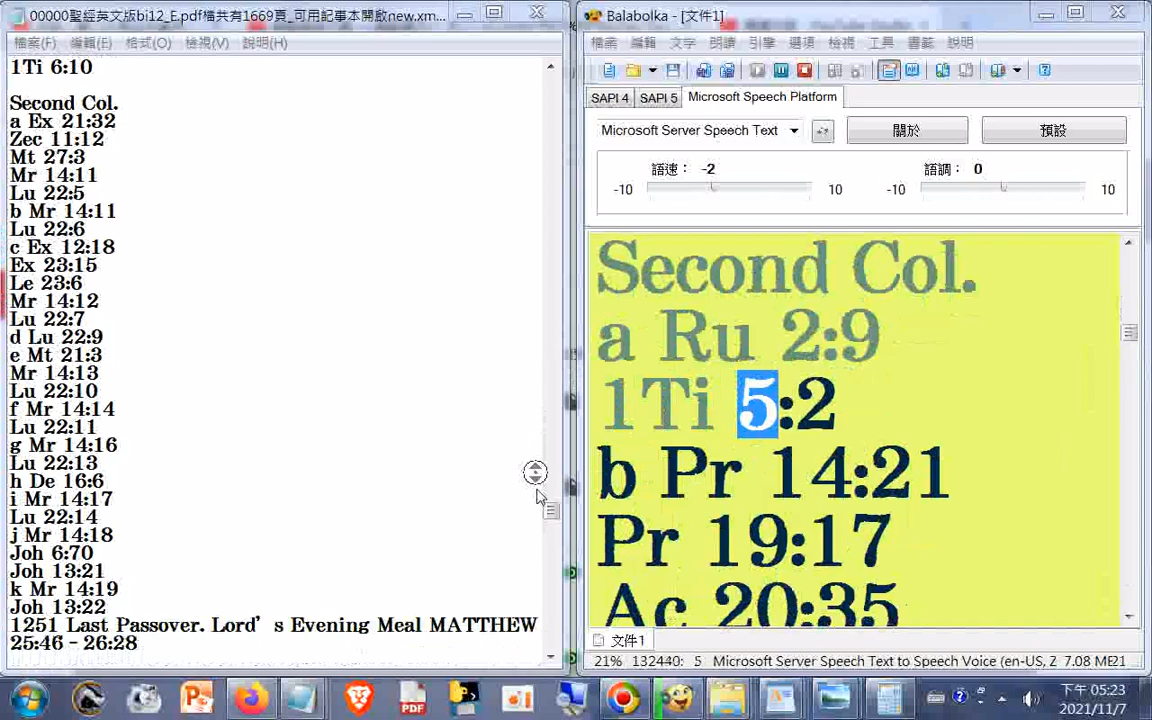 00000聖經英文版bi12_E.pdf檔共有1669頁_可用記事本開啟new.xm...
檔案(F) 編輯(E) 格式(O) 檢視(V) 說明(H)
1Ti 6:10
Second Col.
a Ex 21:32
Zec 11:12
Mt 27:3
Mr 14:11
Lu 22:5
b Mr 14:11
Lu 22:6
c Ex 12:18
Ex 23:15
Le 23:6
Mr 14:12
Lu 22:7
d Lu 22:9
e Mt 21:3
Mr 14:13
Lu 22:10
f Mr 14:14
Lu 22:11
g Mr 14:16
Lu 22:13
h De 16:6
i Mr 14:17
Lu 22:14
j Mr 14:18
Joh 6:70
Joh 13:21
k Mr 14:19
Joh 13:22
1251 Last Passover. Lord’s Evening Meal MATTHEW
25:46 – 26:28
Balabolka - [文件1]
檔案 編輯 文字 朗讀 引擎 選項 檢視 工具 書籤 說明
SAPI 4 SAPI 5 Microsoft Speech Platform
Microsoft Server Speech Text 關於 預設
語速： -2 語調： 0
-10 10 -10 10
Second Col.
a Ru 2:9
1Ti 5:2
b Pr 14:21
Pr 19:17
Ac 20:35
文件1
21% 132440: 5 Microsoft Server Speech Text to Speech Voice (en-US, Z 7.08 ME21
PDF
下午 05:23
2021/11/7